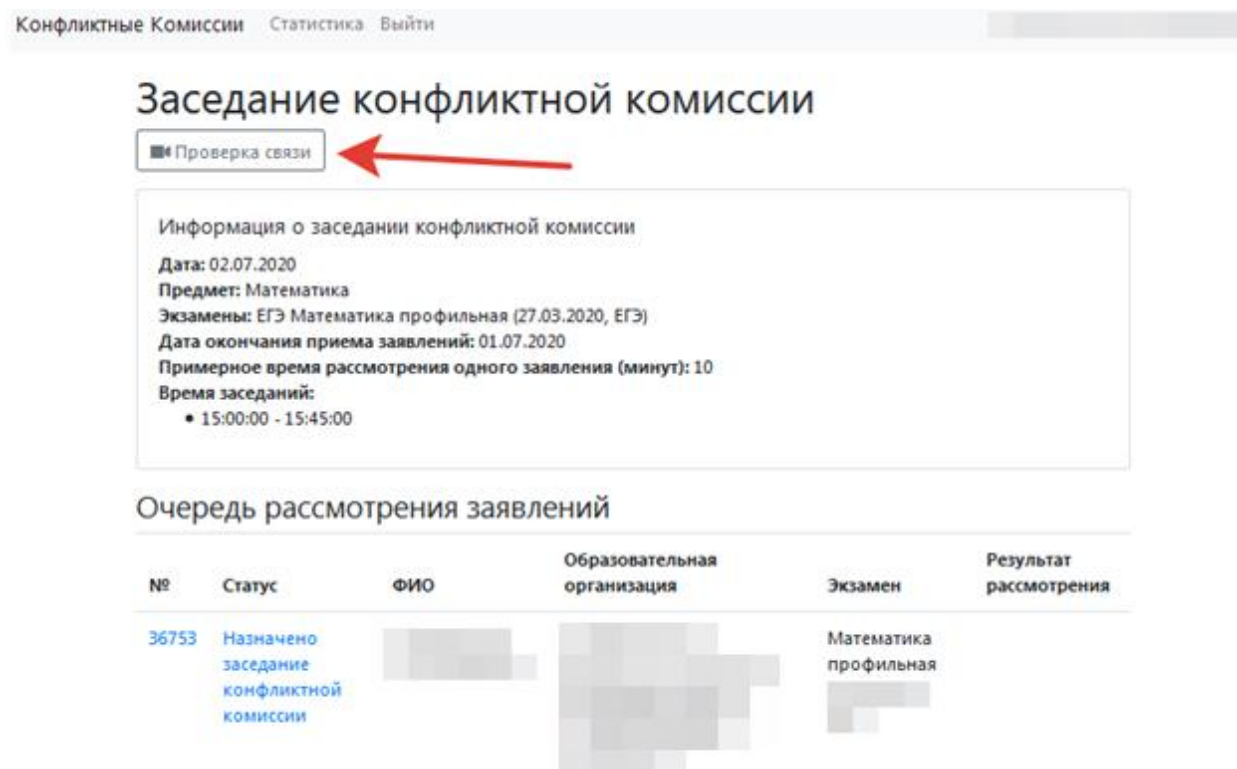 Конфликтные Комиссии Статистика Выйти
Заседание конфликтной комиссии
Проверка связи
Информация о заседании конфликтной комиссии
Дата: 02.07.2020
Предмет: Математика
Экзамены: ЕГЭ Математика профильная (27.03.2020, ЕГЭ)
Дата окончания приема заявлений: 01.07.2020
Примерное время рассмотрения одного заявления (минут): 10
Время заседаний:
• 15:00:00 - 15:45:00
Очередь рассмотрения заявлений
№ Статус ФИО Образовательная организация Экзамен Результат рассмотрения
36753 Назначено Математика
заседание профильная
конфликтной
комиссии